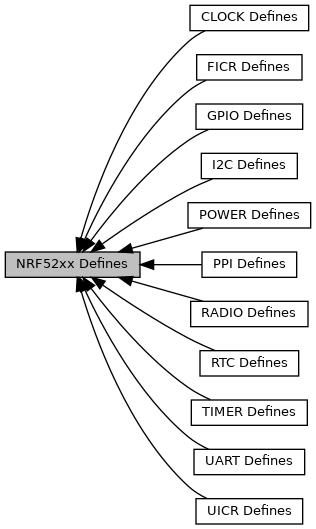 CLOCK Defines
FICR Defines
GPIO Defines
I2C Defines
POWER Defines
NRF52xx Defines
PPI Defines
RADIO Defines
RTC Defines
TIMER Defines
UART Defines
UICR Defines